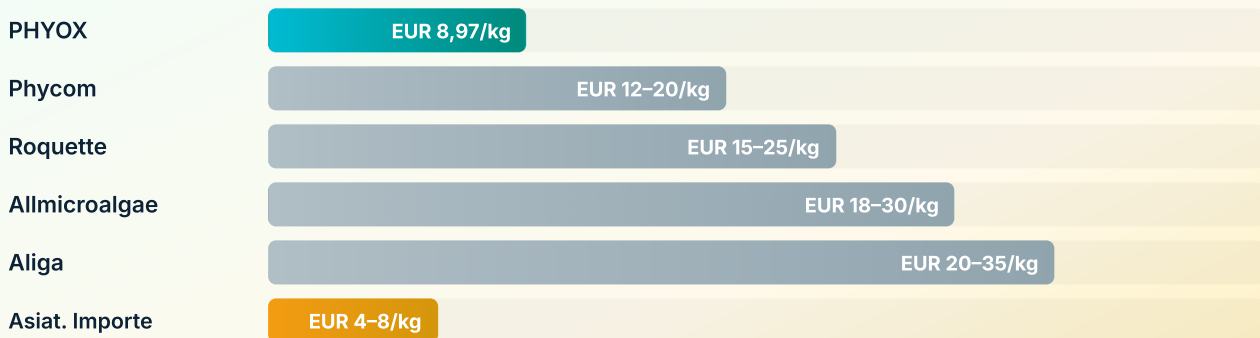 PHYOX EUR 8,97/kg
Phycom EUR 12–20/kg
Roquette EUR 15–25/kg
Allmicroalgae EUR 18–30/kg
Aliga EUR 20–35/kg
Asiat. Importe EUR 4–8/kg